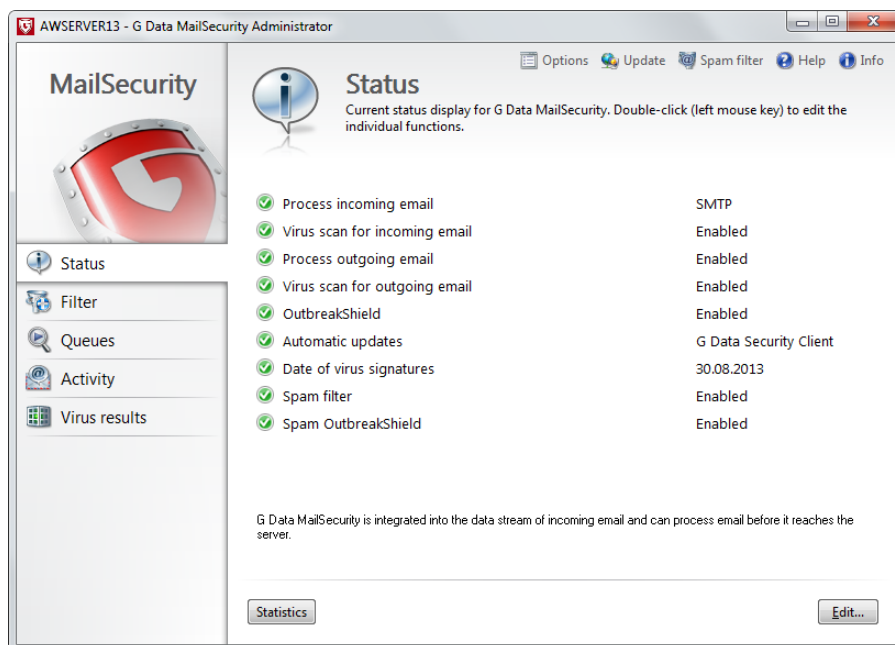 AWSERVER13 - G Data MailSecurity Administrator
Options Update Spam filter Help Info
MailSecurity
Status
Current status display for G Data MailSecurity. Double-click (left mouse key) to edit the
individual functions.
Status
Filter
Queues
Activity
Virus results
Process incoming email SMTP
Virus scan for incoming email Enabled
Process outgoing email Enabled
Virus scan for outgoing email Enabled
OutbreakShield Enabled
Automatic updates G Data Security Client
Date of virus signatures 30.08.2013
Spam filter Enabled
Spam OutbreakShield Enabled
G Data MailSecurity is integrated into the data stream of incoming email and can process email before it reaches the
server.
Statistics Edit...